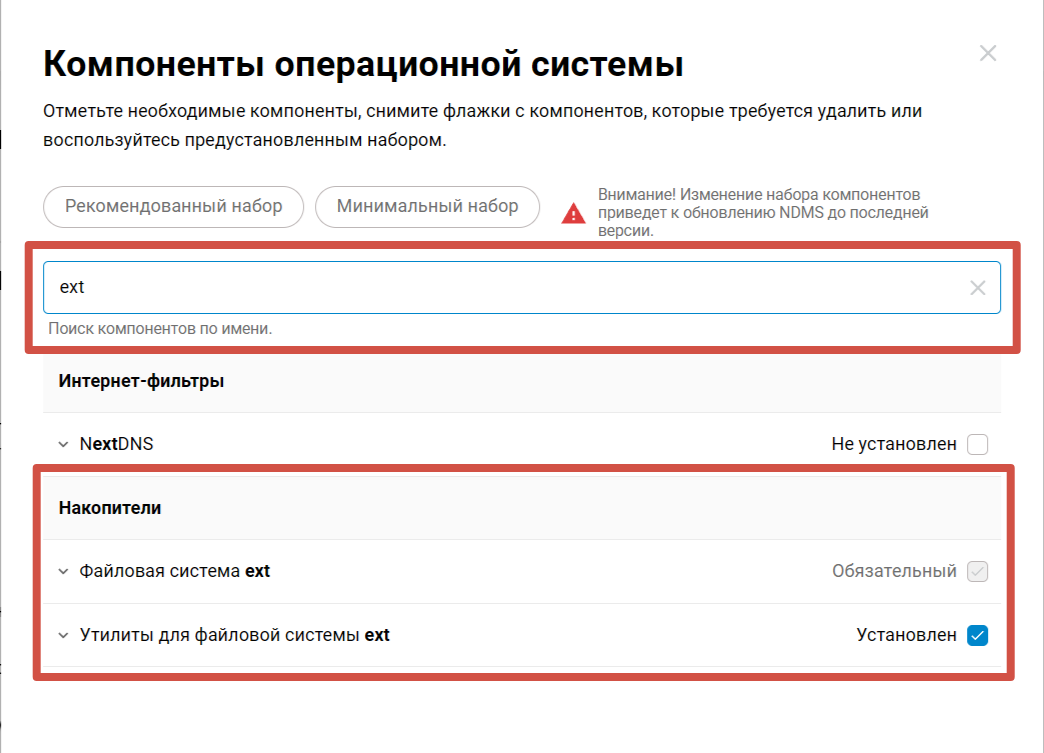 Компоненты операционной системы
Отметьте необходимые компоненты, снимите флажки с компонентов, которые требуется удалить или
воспользуйтесь предустановленным набором.
Рекомендованный набор
Минимальный набор
Внимание! Изменение набора компонентов
приведет к обновлению NDMS до последней
версии.
ext
Поиск компонентов по имени.
Интернет-фильтры
NextDNS
Не установлен
Накопители
Файловая система ext
Обязательный
Утилиты для файловой системы ext
Установлен